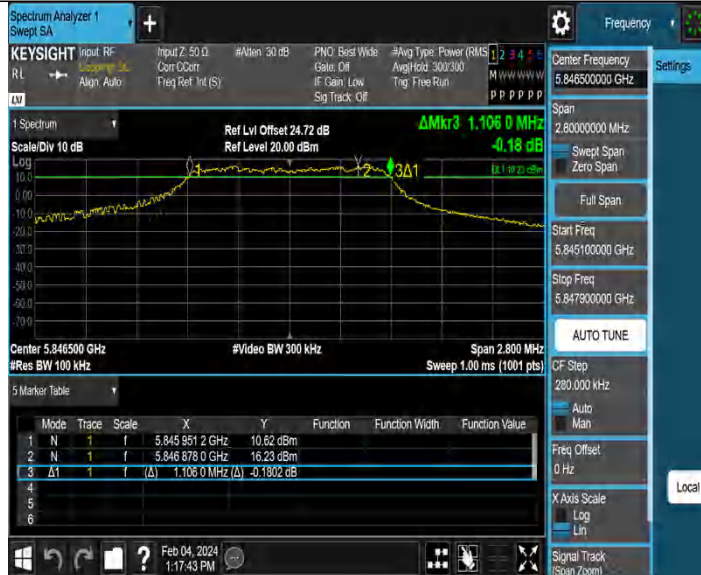 Spectrum Analyzer 1
Swept SA
+
Frequency
KEYSIGHT
Input: RF
Input Z: 50 Ω
#Atten: 30 dB
PNO: Best Wide
#Avg Type: Power (RMS
1 2 3 4 5 6
RL
Align: Auto
Corr CCorr
Freq Ref: Int (S)
Gate: Off
IF Gain: Low
Sig Track: Off
Avg|Hold: 300/300
Trig: Free Run
M W W W W W
P P P P P P
LXI
1 Spectrum
Scale/Div 10 dB
Ref Lvl Offset 24.72 dB
Ref Level 20.00 dBm
ΔMkr3 1.106 0 MHz
-0.18 dB
Log
10.0
0.00
-10.0
-20.0
-30.0
-40.0
-50.0
-60.0
-70.0
1
2
3Δ1
DL1 10.23 dBm
Center 5.846500 GHz
#Video BW 300 kHz
Span 2.800 MHz
#Res BW 100 kHz
Sweep 1.00 ms (1001 pts)
5 Marker Table
Mode Trace Scale X Y Function Function Width Function Value
1 N 1 f 5.845 951 2 GHz 10.62 dBm
2 N 1 f 5.846 878 0 GHz 16.23 dBm
3 Δ1 1 f (Δ) 1.106 0 MHz (Δ) -0.1802 dB
4
5
6
?
Feb 04, 2024
1:17:43 PM
Center Frequency
5.846500000 GHz
Settings
Span
2.80000000 MHz
Swept Span
Zero Span
Full Span
Start Freq
5.845100000 GHz
Stop Freq
5.847900000 GHz
AUTO TUNE
CF Step
280.000 kHz
Auto
Man
Freq Offset
0 Hz
Local
X Axis Scale
Log
Lin
Signal Track
(Span Zoom)